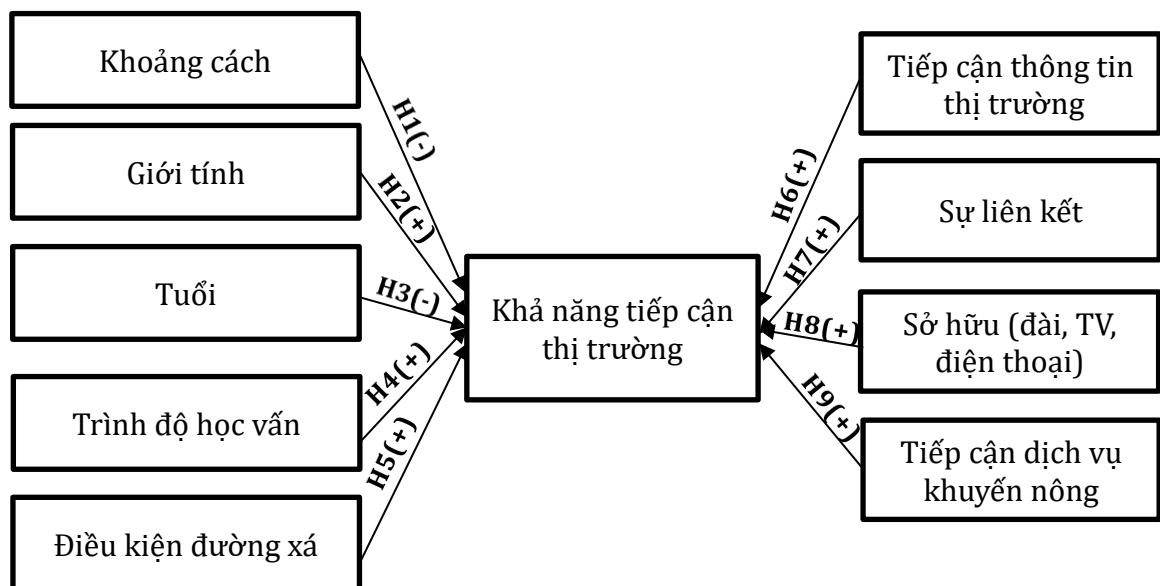 Khoảng cách
Giới tính
Tuổi
Trình độ học vấn
Điều kiện đường xá
H1(-)
H2(+)
H3(-)
H4(+)
H5(+)
Khả năng tiếp cận
thị trường
H6(+)
H7(+)
H8(+)
H9(+)
Tiếp cận thông tin
thị trường
Sự liên kết
Sở hữu (đài, TV,
điện thoại)
Tiếp cận dịch vụ
khuyến nông